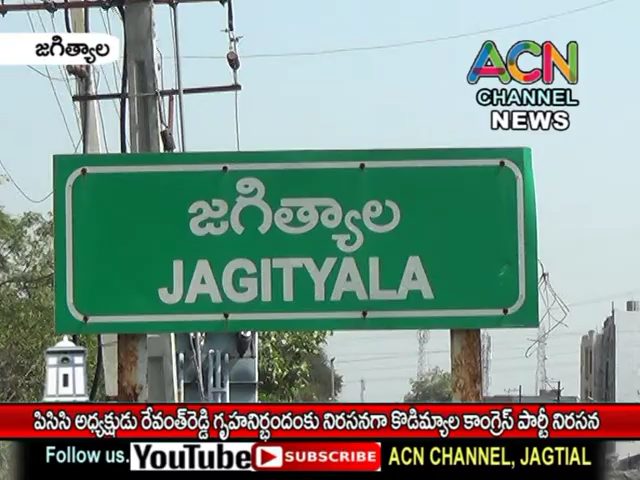 జగిత్యాల
ACN
CHANNEL
NEWS
జగిత్యాల
JAGITYALA
పిసిసి అధ్యక్షుడు రేవంత్‌రెడ్డి గృహనిర్భందంకు నిరసనగా కొడిమ్యాల కాంగ్రెస్ పార్టీ నిరసన
Follow us. YouTube SUBSCRIBE ACN CHANNEL, JAGTIAL